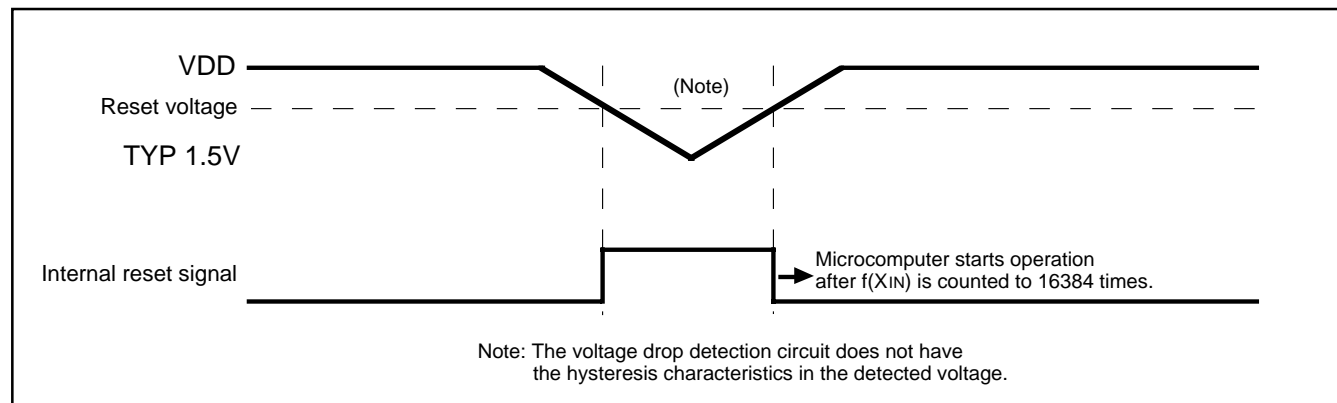 VDD
(Note)
Reset voltage
TYP 1.5V
Internal reset signal
Microcomputer starts operation
after f(XIN) is counted to 16384 times.
Note: The voltage drop detection circuit does not have
the hysteresis characteristics in the detected voltage.